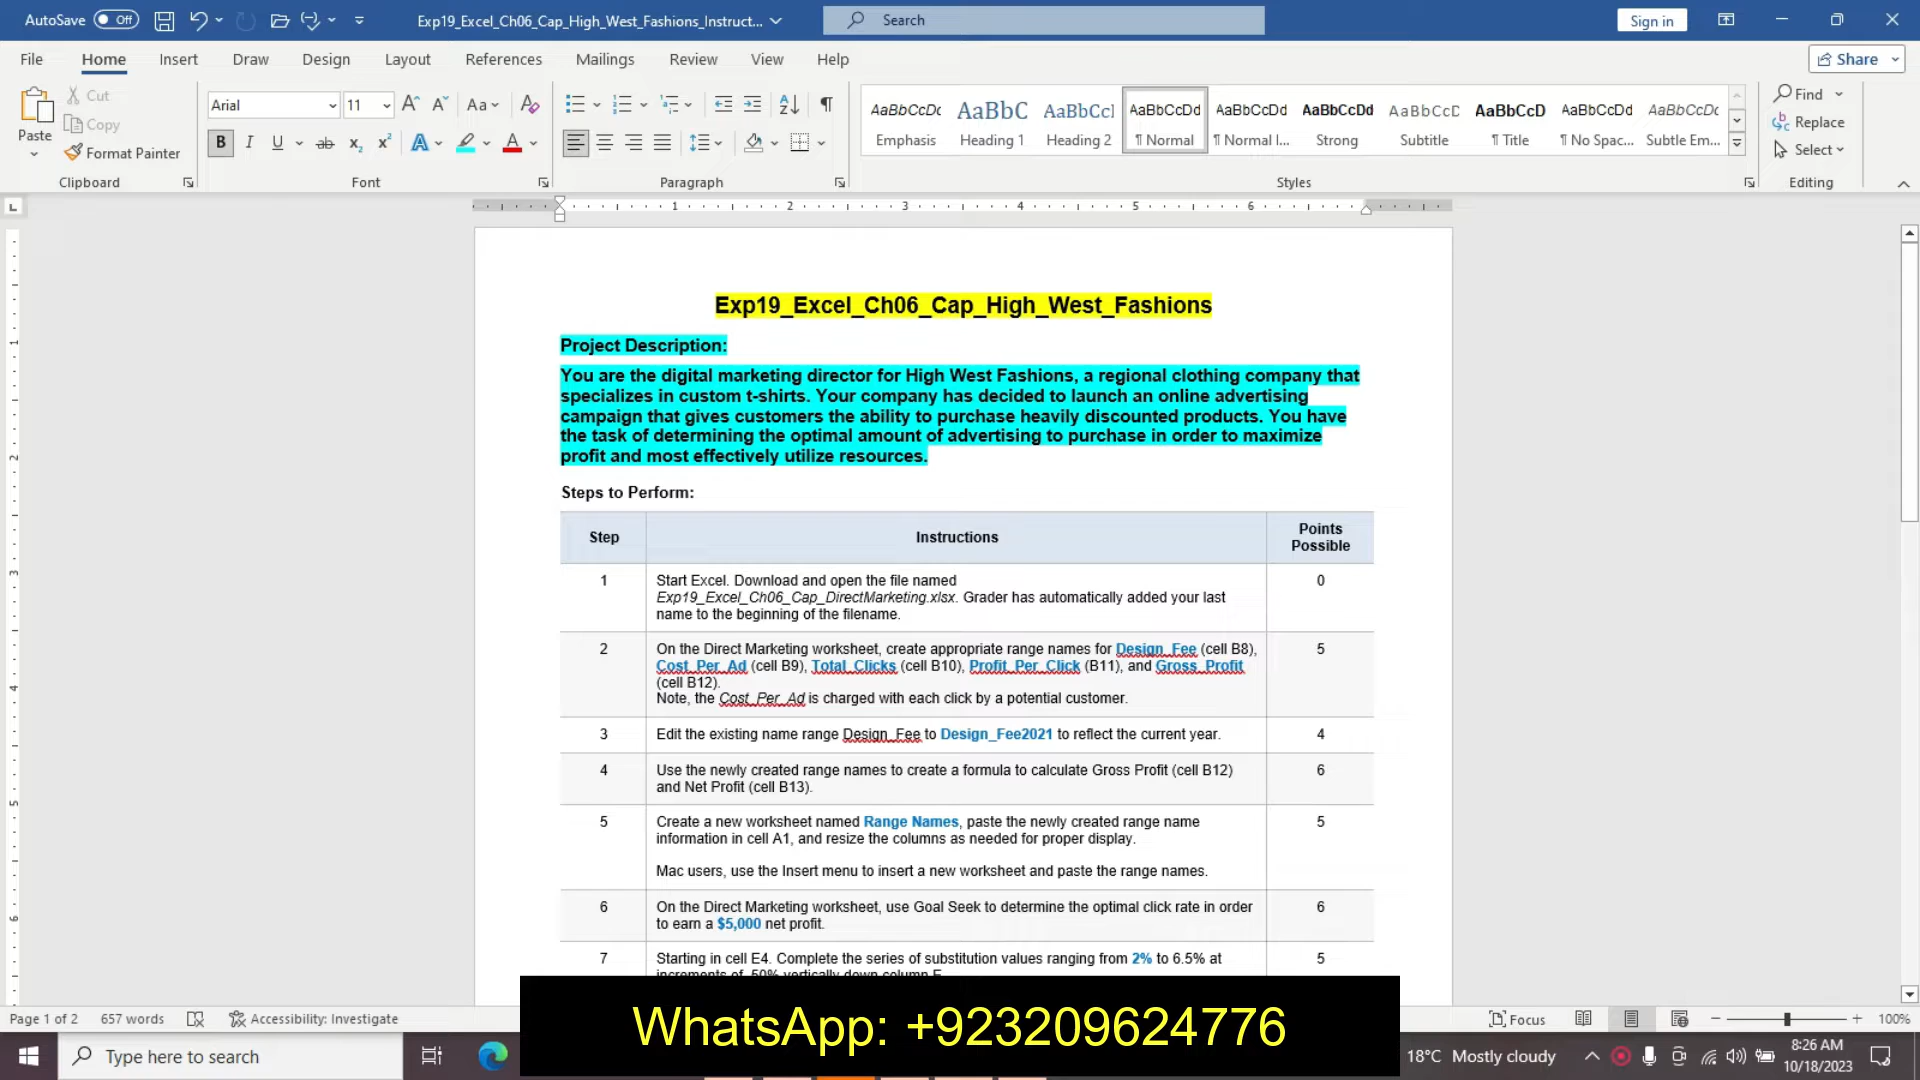 AutoSave Off Exp19_Excel_Ch06_Cap_High_West_Fashions_Instruct... Search Sign in
File Home Insert Draw Design Layout References Mailings Review View Help Share
Paste
Cut
Copy
Format Painter
Clipboard
Arial 11
Font
Paragraph
AaBbCcDc AaBbC AaBbCcI AaBbCcDd AaBbCcDd AaBbCcDd AaBbCcC AaBbCcD AaBbCcDd AaBbCcDc
Emphasis Heading 1 Heading 2 ¶ Normal ¶ Normal I... Strong Subtitle ¶ Title ¶ No Spac... Subtle Em...
Styles
Find
Replace
Select
Editing
1 2 3 4 5 6
Exp19_Excel_Ch06_Cap_High_West_Fashions
Project Description:
You are the digital marketing director for High West Fashions, a regional clothing company that
specializes in custom t-shirts. Your company has decided to launch an online advertising
campaign that gives customers the ability to purchase heavily discounted products. You have
the task of determining the optimal amount of advertising to purchase in order to maximize
profit and most effectively utilize resources.
Steps to Perform:
Step Instructions Points
Possible
1 Start Excel. Download and open the file named 0
Exp19_Excel_Ch06_Cap_DirectMarketing.xlsx. Grader has automatically added your last
name to the beginning of the filename.
2 On the Direct Marketing worksheet, create appropriate range names for Design_Fee (cell B8), 5
Cost_Per_Ad (cell B9), Total_Clicks (cell B10), Profit_Per_Click (B11), and Gross_Profit
(cell B12).
Note, the Cost_Per_Ad is charged with each click by a potential customer.
3 Edit the existing name range Design_Fee to Design_Fee2021 to reflect the current year. 4
4 Use the newly created range names to create a formula to calculate Gross Profit (cell B12) 6
and Net Profit (cell B13).
5 Create a new worksheet named Range Names, paste the newly created range name 5
information in cell A1, and resize the columns as needed for proper display.
Mac users, use the Insert menu to insert a new worksheet and paste the range names.
6 On the Direct Marketing worksheet, use Goal Seek to determine the optimal click rate in order 6
to earn a $5,000 net profit.
7 Starting in cell E4. Complete the series of substitution values ranging from 2% to 6.5% at 5
increments of .50% vertically down column E.
WhatsApp: +923209624776
Page 1 of 2 657 words Accessibility: Investigate Focus 100%
Type here to search 18°C Mostly cloudy 8:26 AM
10/18/2023